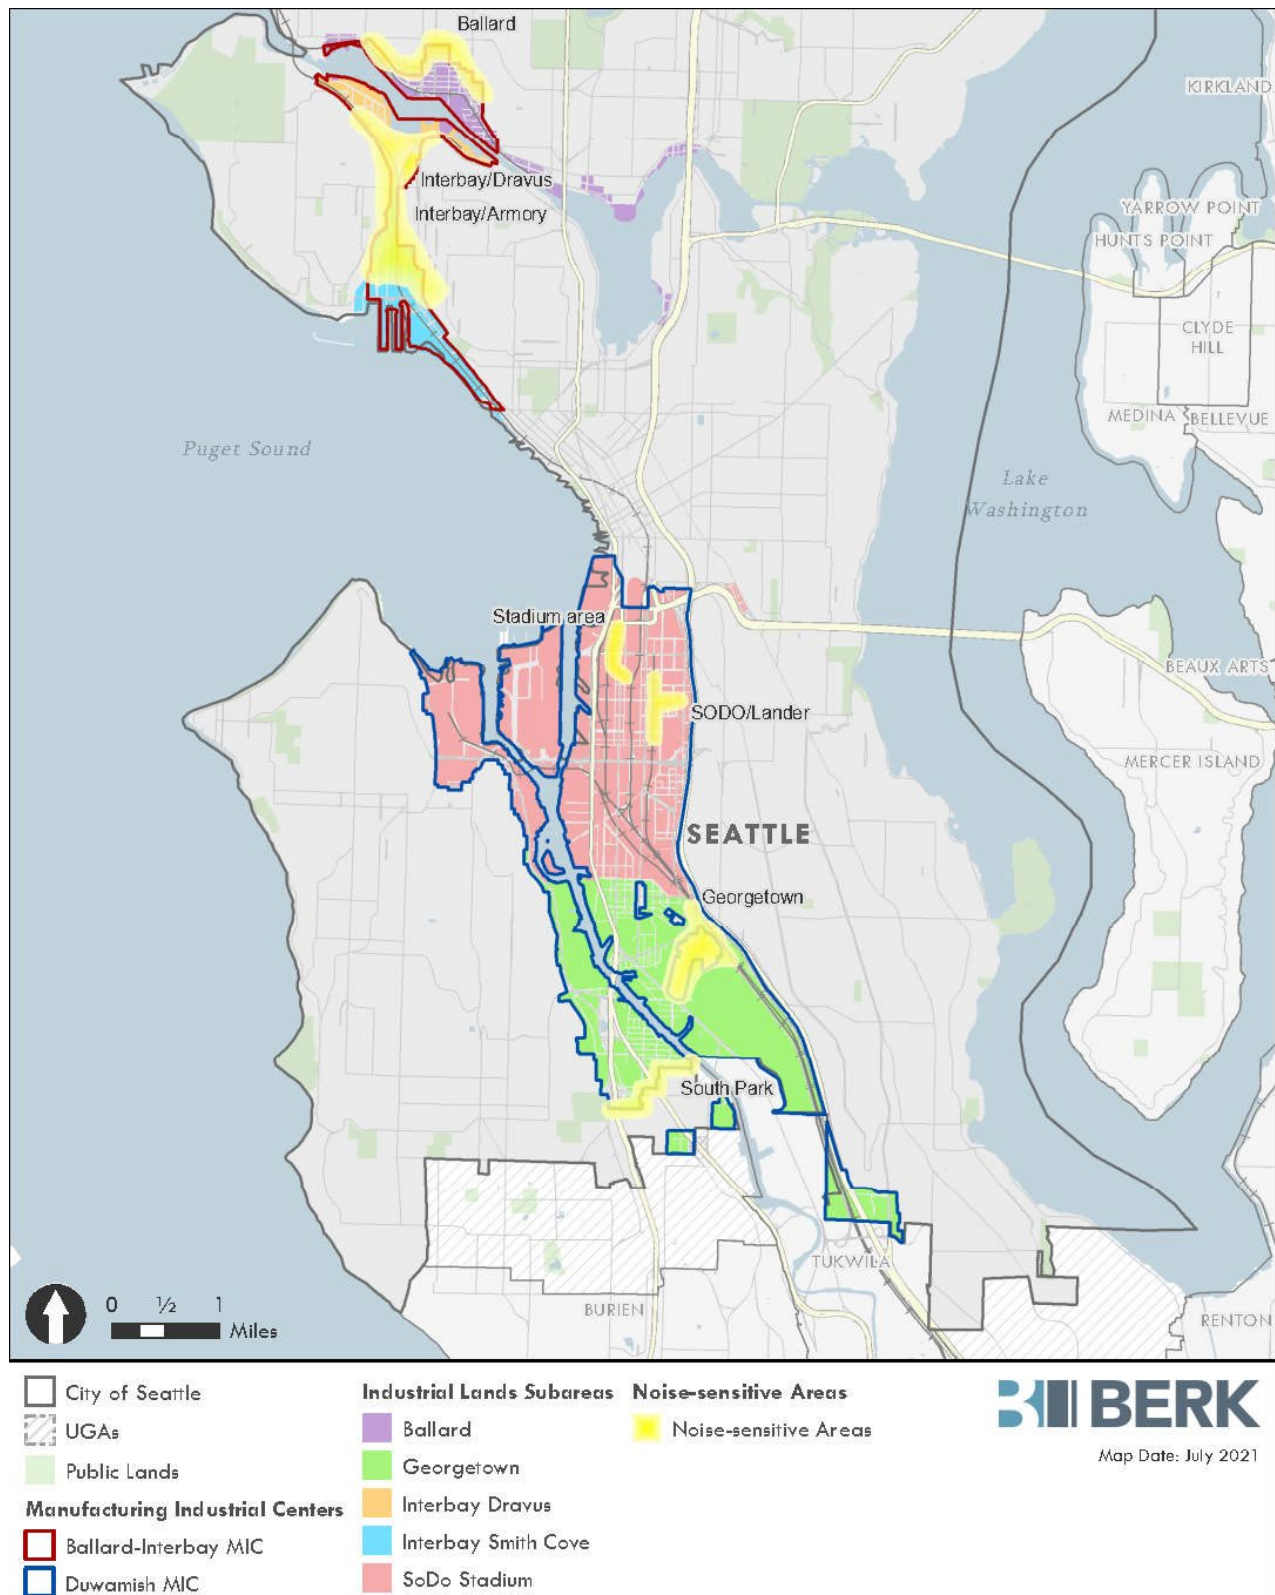 Ballard
KIRKLAND
Interbay/Dravus
Interbay/Armory
YARROW POINT
HUNTS POINT
CLYDE
HILL
MEDINA
BELLEVUE
Puget Sound
Lake
Washington
Stadium area
BEAUX ARTS
SODO/Lander
MERCER ISLAND
SEATTLE
Georgetown
South Park
TUKWILA
BURIEN
RENTON
0 ½ 1
Miles
City of Seattle
UGAs
Public Lands
Manufacturing Industrial Centers
Ballard-Interbay MIC
Duwamish MIC
Industrial Lands Subareas
Ballard
Georgetown
Interbay Dravus
Interbay Smith Cove
SoDo Stadium
Noise-sensitive Areas
Noise-sensitive Areas
BERK
Map Date: July 2021